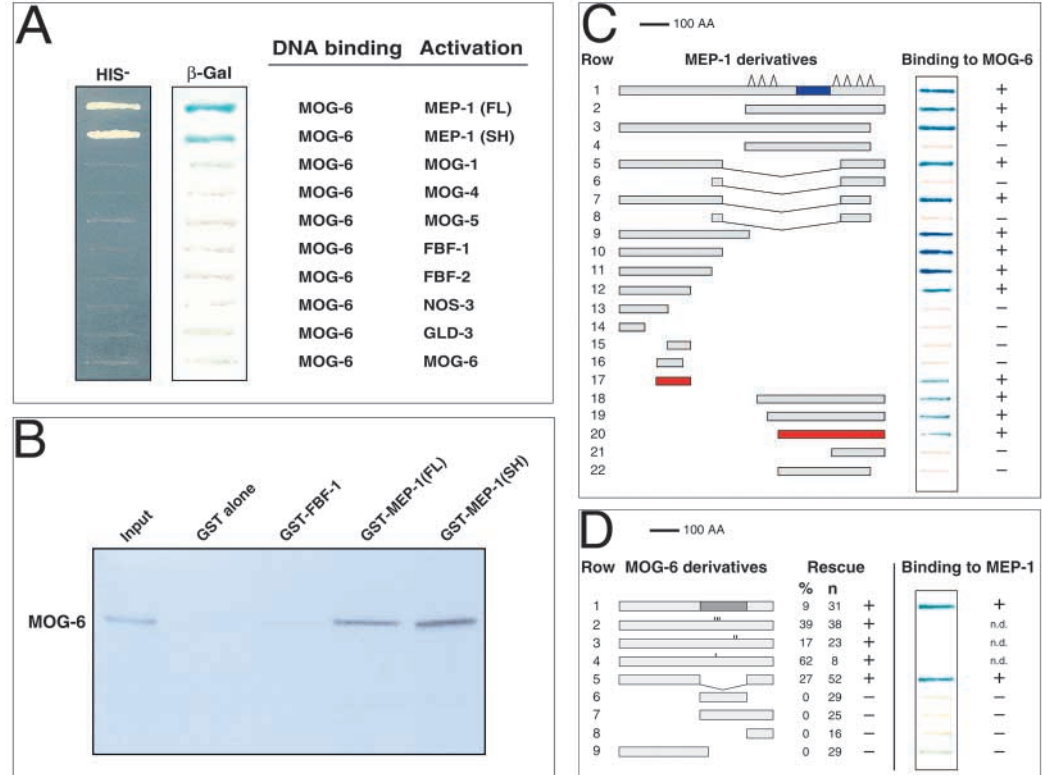 A
DNA binding Activation
HIS- β-Gal
MOG-6 MEP-1 (FL)
MOG-6 MEP-1 (SH)
MOG-6 MOG-1
MOG-6 MOG-4
MOG-6 MOG-5
MOG-6 FBF-1
MOG-6 FBF-2
MOG-6 NOS-3
MOG-6 GLD-3
MOG-6 MOG-6
B
Input GST alone GST-FBF-1 GST-MEP-1(FL) GST-MEP-1(SH)
MOG-6
C
100 AA
Row MEP-1 derivatives Binding to MOG-6
1 +
2 +
3 +
4 –
5 +
6 –
7 +
8 –
9 +
10 +
11 +
12 +
13 –
14 –
15 –
16 –
17 +
18 +
19 +
20 +
21 –
22 –
D
100 AA
Row MOG-6 derivatives Rescue Binding to MEP-1
% n
1 9 31 + +
2 39 38 + n.d.
3 17 23 + n.d.
4 62 8 + n.d.
5 27 52 + +
6 0 29 – –
7 0 25 – –
8 0 16 – –
9 0 29 – –